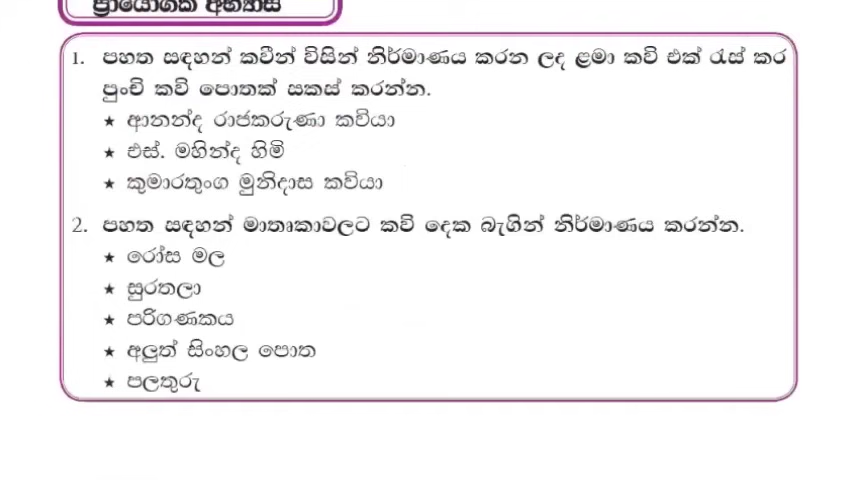 ප්‍රායෝගික අභ්‍යාස
1. පහත සඳහන් කවීන් විසින් නිර්මාණය කරන ලද ළමා කවි එක් රැස් කර
පුංචි කවි පොතක් සකස් කරන්න.
★ ආනන්ද රාජකරුණා කවියා
★ එස්. මහින්ද හිමි
★ කුමාරතුංග මුනිදාස කවියා
2. පහත සඳහන් මාතෘකාවලට කවි දෙක බැගින් නිර්මාණය කරන්න.
★ රෝස මල
★ සුරතලා
★ පරිගණකය
★ අලුත් සිංහල පොත
★ පලතුරු